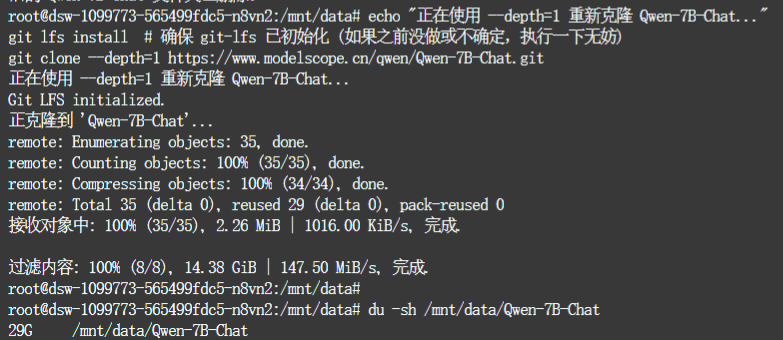 root@dsw-1099773-565499fdc5-n8vn2:/mnt/data# echo "正在使用 --depth=1 重新克隆 Qwen-7B-Chat..."
git lfs install  # 确保 git-lfs 已初始化 (如果之前没做或不确定，执行一下无妨)
git clone --depth=1 https://www.modelscope.cn/qwen/Qwen-7B-Chat.git
正在使用 --depth=1 重新克隆 Qwen-7B-Chat...
Git LFS initialized.
正克隆到 'Qwen-7B-Chat'...
remote: Enumerating objects: 35, done.
remote: Counting objects: 100% (35/35), done.
remote: Compressing objects: 100% (34/34), done.
remote: Total 35 (delta 0), reused 29 (delta 0), pack-reused 0
接收对象中: 100% (35/35), 2.26 MiB | 1016.00 KiB/s, 完成.
过滤内容: 100% (8/8), 14.38 GiB | 147.50 MiB/s, 完成.
root@dsw-1099773-565499fdc5-n8vn2:/mnt/data#
root@dsw-1099773-565499fdc5-n8vn2:/mnt/data# du -sh /mnt/data/Qwen-7B-Chat
29G     /mnt/data/Qwen-7B-Chat